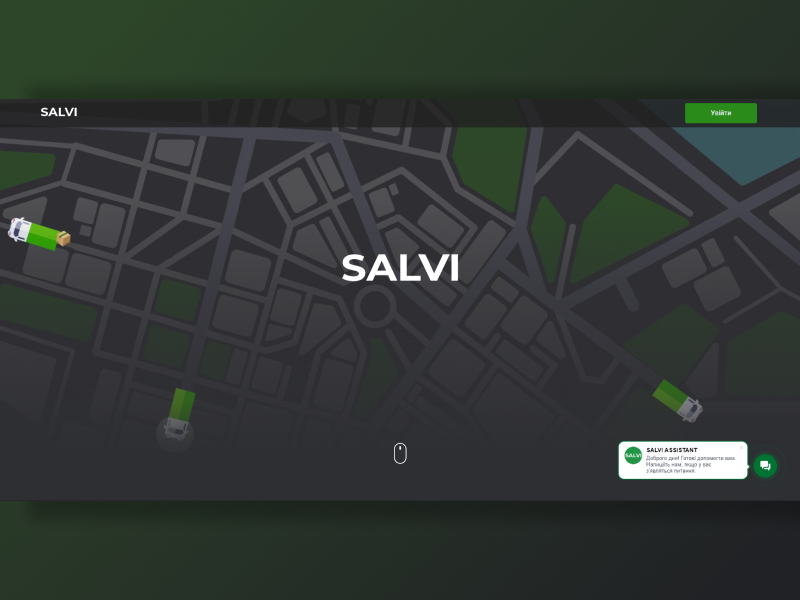 SALVI
Увійти
SALVI
SALVI
SALVI ASSISTANT
Доброго дня! Готові допомогти вам.
Напишіть нам, якщо у вас
з'являться питання.